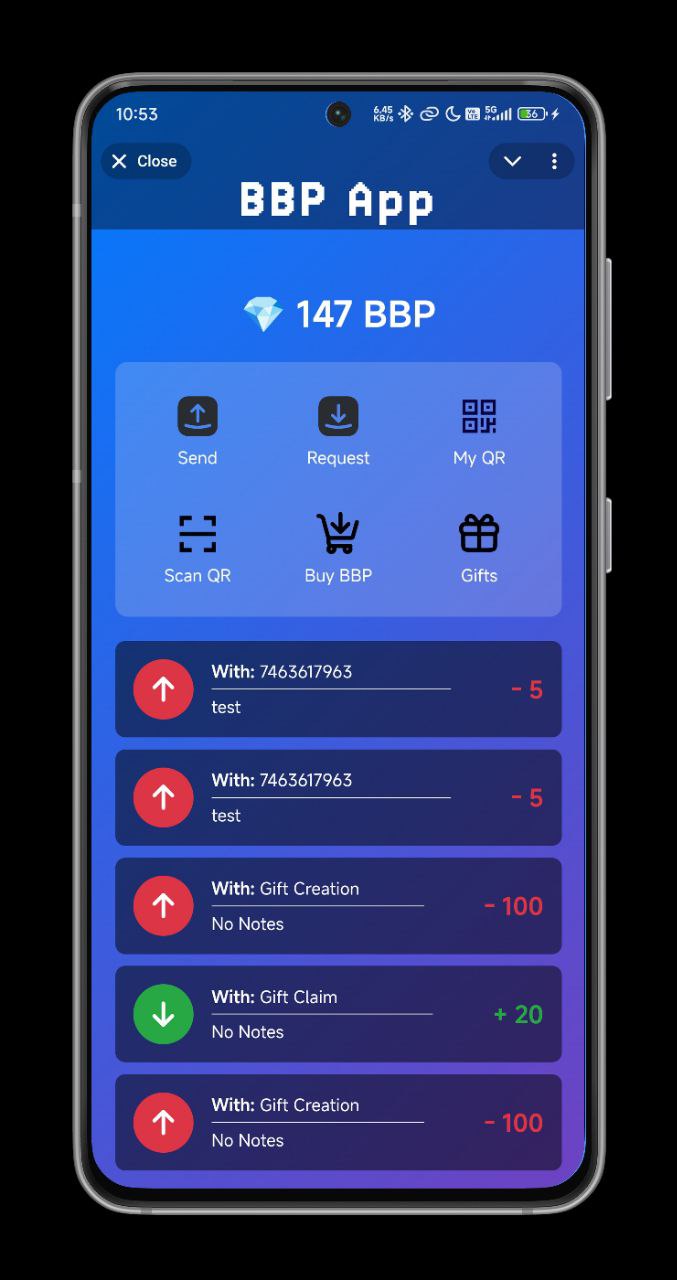 10:53
6.45
KB/s
Vo
LTE
5G
36
Close
BBP App
147 BBP
Send
Request
My QR
Scan QR
Buy BBP
Gifts
With: 7463617963
- 5
test
With: 7463617963
- 5
test
With: Gift Creation
- 100
No Notes
With: Gift Claim
+ 20
No Notes
With: Gift Creation
- 100
No Notes